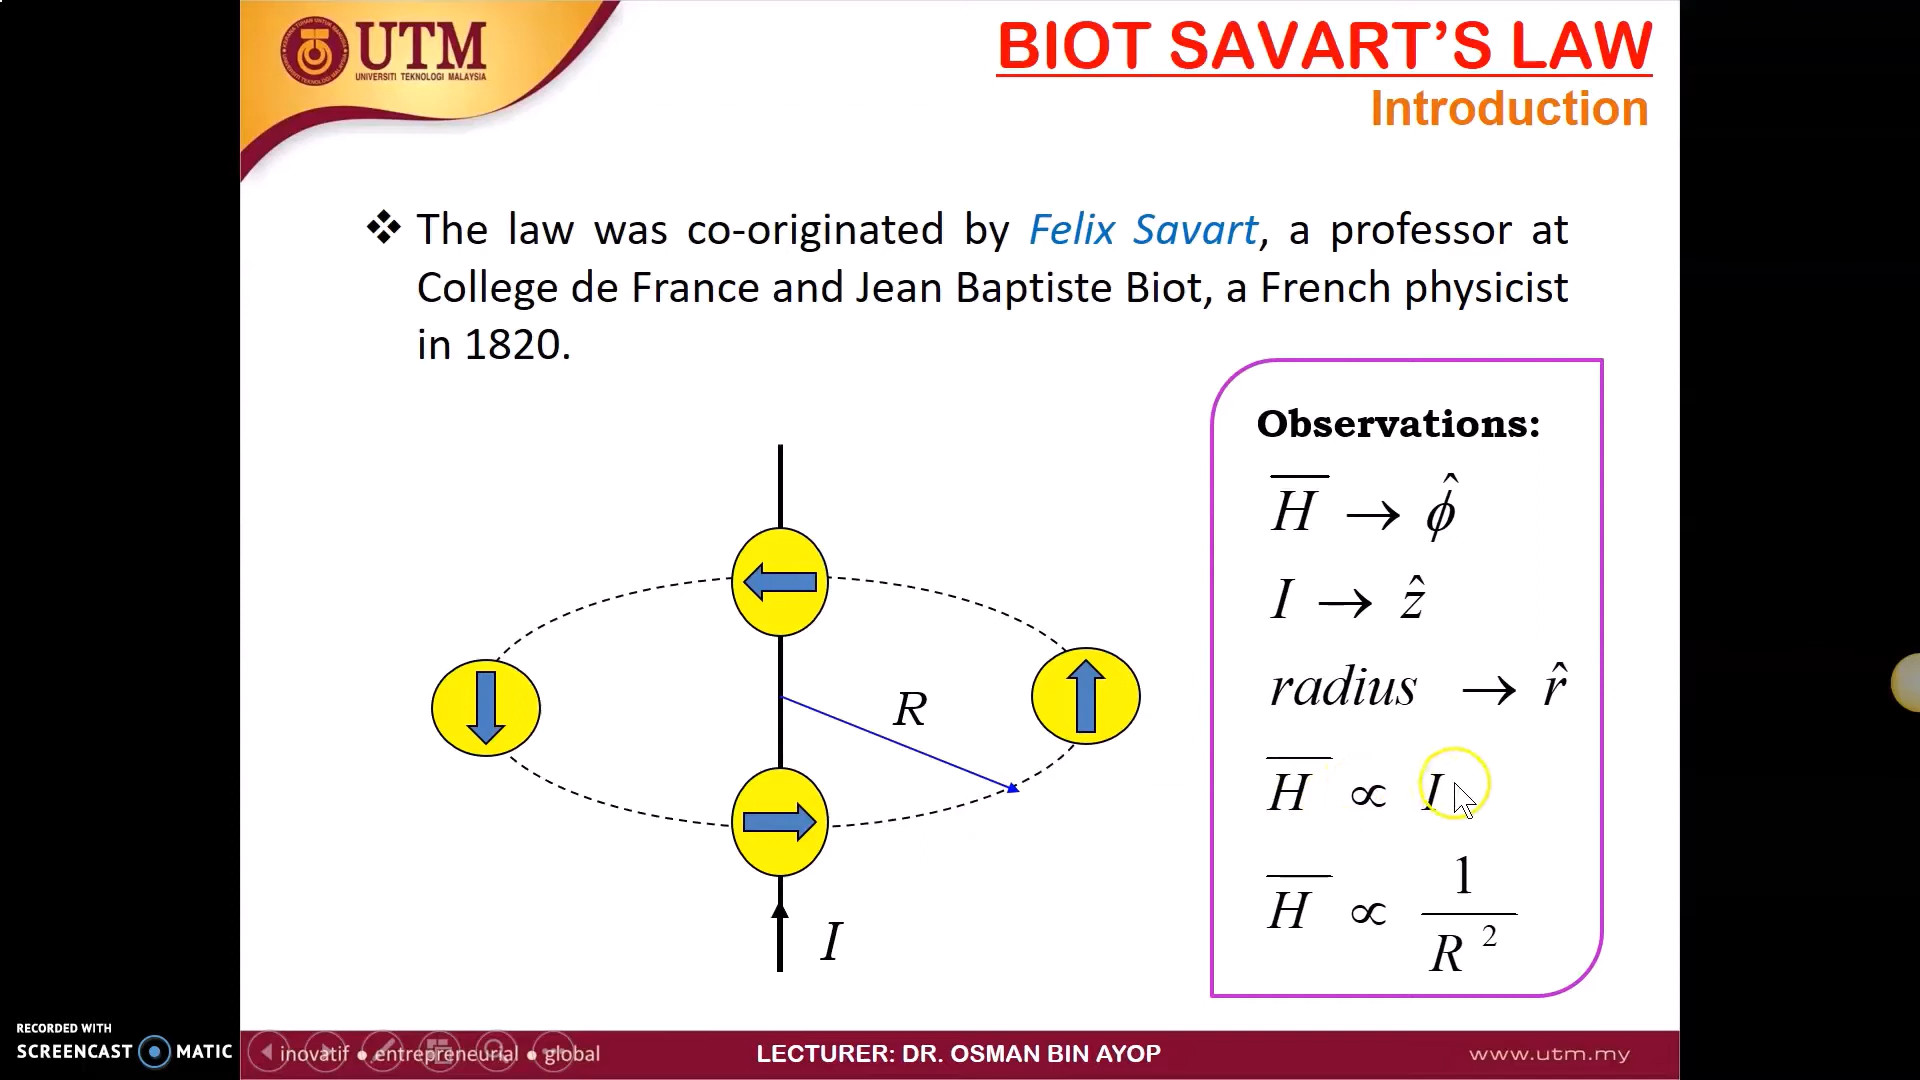 UTM
UNIVERSITI TEKNOLOGI MALAYSIA
BIOT SAVART’S LAW
Introduction
❖ The law was co-originated by Felix Savart, a professor at
College de France and Jean Baptiste Biot, a French physicist
in 1820.
R
I
Observations:
H̅ → φ̂
I → ẑ
radius → r̂
H̅ ∝ I
H̅ ∝ 1/R²
RECORDED WITH
SCREENCAST MATIC
inovatif ● entrepreneurial ● global
LECTURER: DR. OSMAN BIN AYOP
www.utm.my